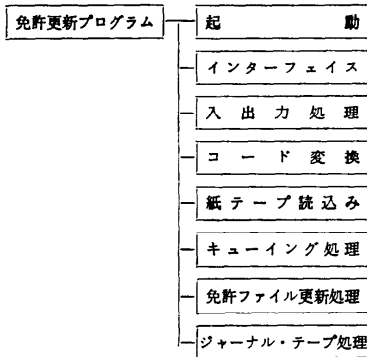 免許更新プログラム
起動
インターフェイス
入出力処理
コード変換
紙テープ読込み
キューイング処理
免許ファイル更新処理
ジャーナル・テープ処理